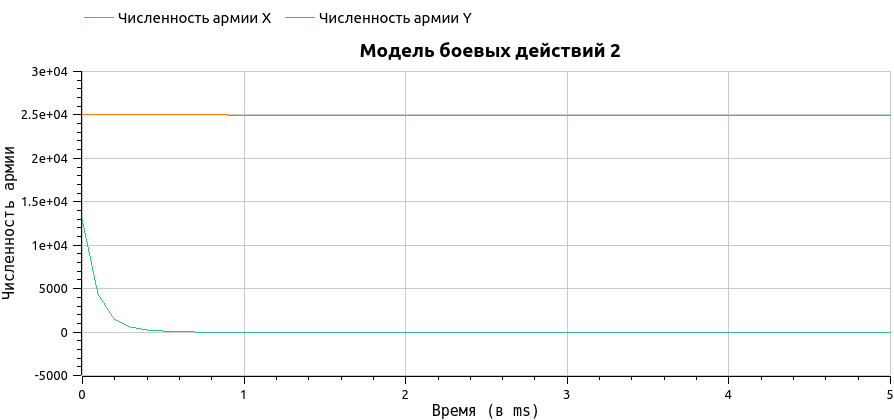 Численность армии X Численность армии Y
Модель боевых действий 2
3e+04
2.5e+04
2e+04
1.5e+04
1e+04
5000
0
-5000
Численность армии
0 1 2 3 4 5
Время (в ms)